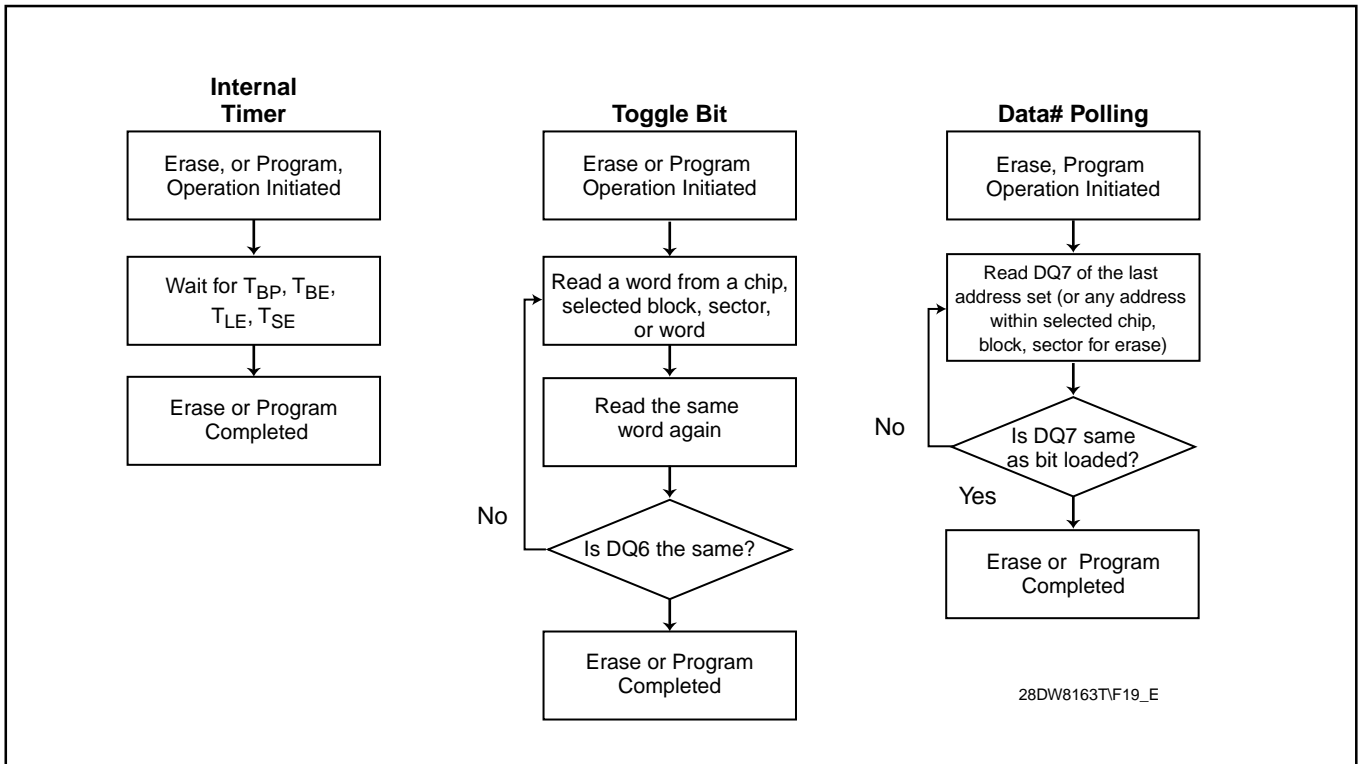 Internal
Timer
Erase, or Program,
Operation Initiated
Wait for TBP, TBE,
TLE, TSE
Erase or Program
Completed
Toggle Bit
Erase or Program
Operation Initiated
Read a word from a chip,
selected block, sector,
or word
Read the same
word again
No
Is DQ6 the same?
Erase or Program
Completed
Data# Polling
Erase, Program
Operation Initiated
Read DQ7 of the last
address set (or any address
within selected chip,
block, sector for erase)
No
Is DQ7 same
as bit loaded?
Yes
Erase or Program
Completed
28DW8163T\F19_E